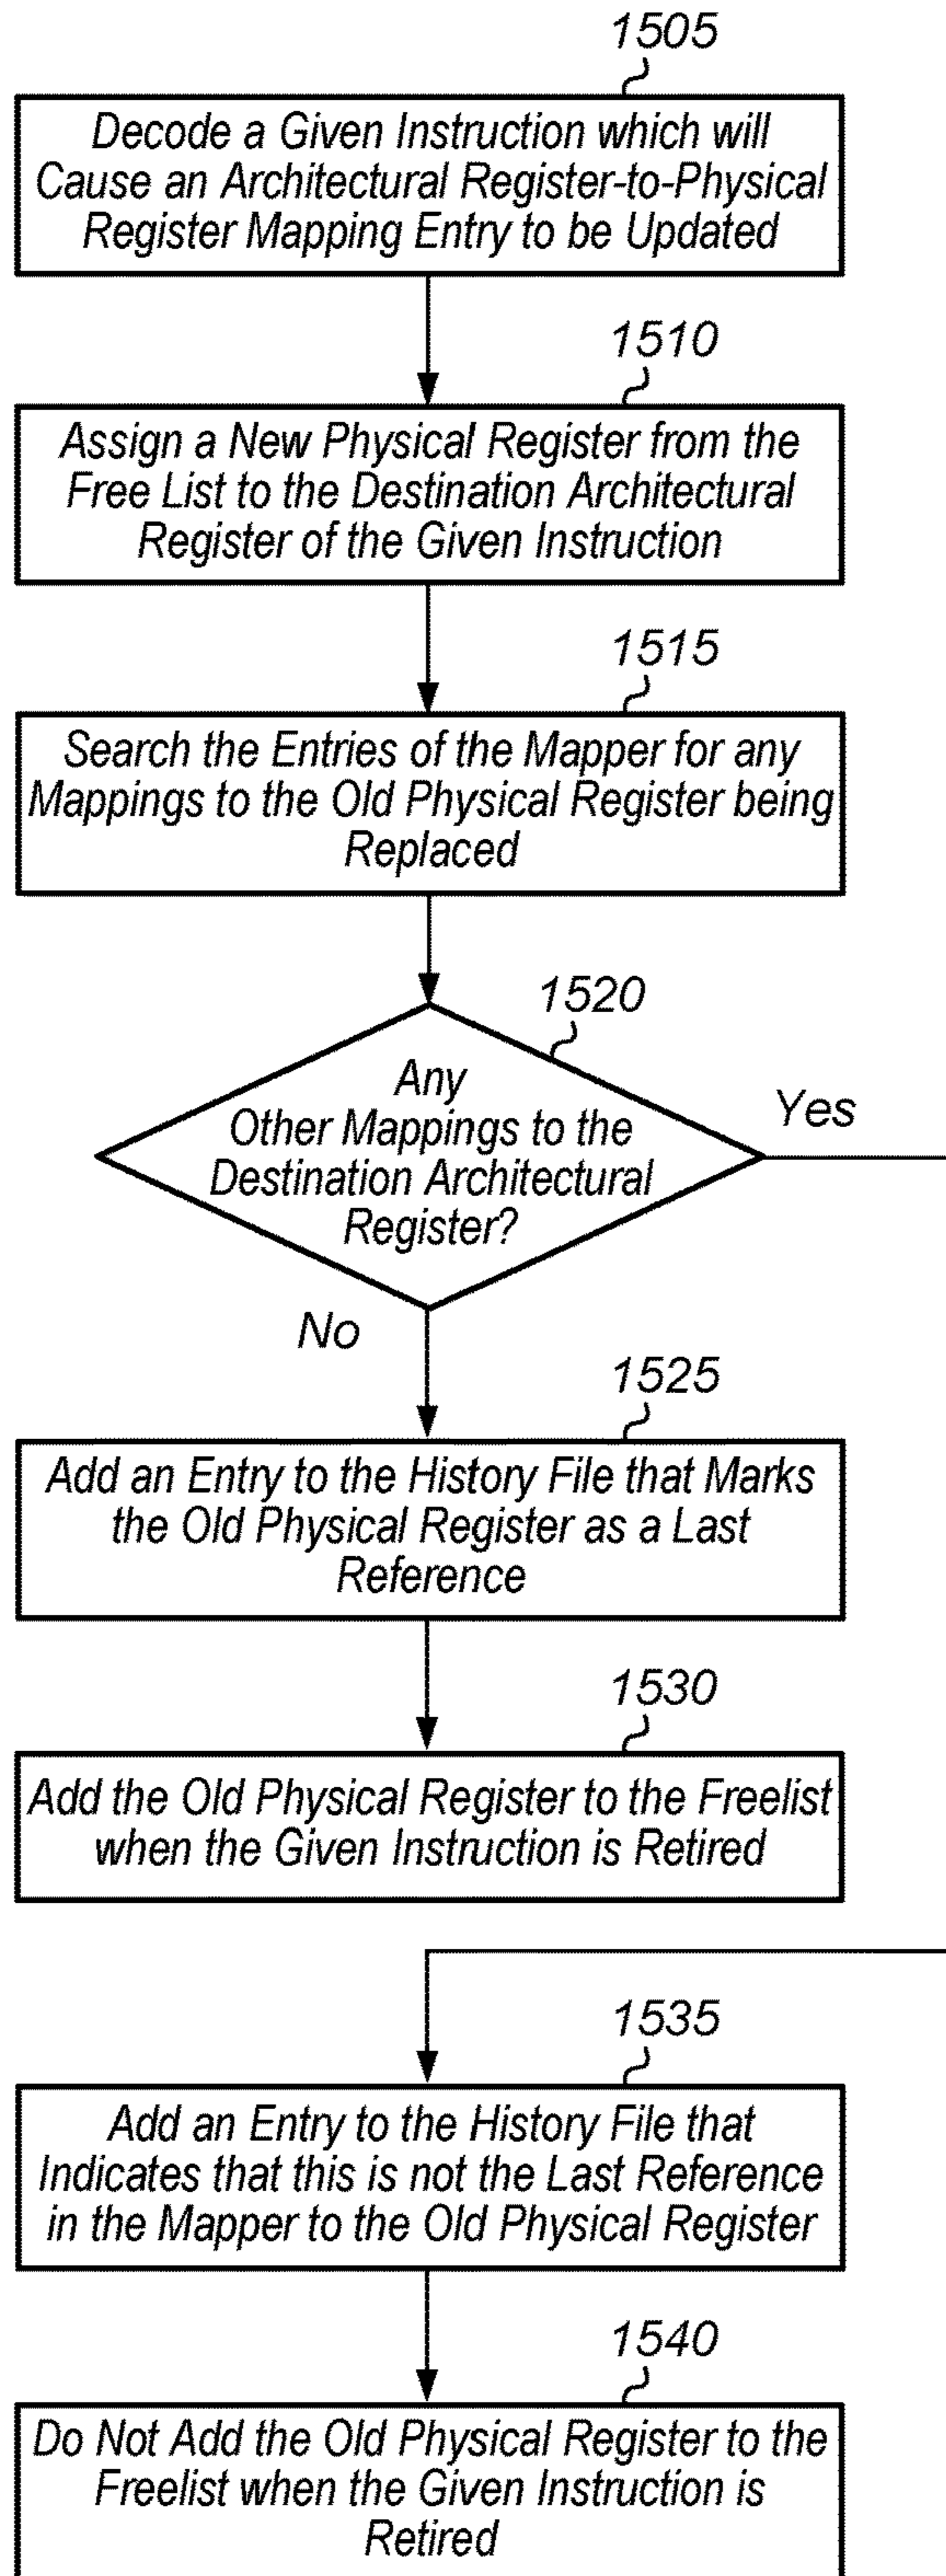 1505
Decode a Given Instruction which will
Cause an Architectural Register-to-Physical
Register Mapping Entry to be Updated
1510
Assign a New Physical Register from the
Free List to the Destination Architectural
Register of the Given Instruction
1515
Search the Entries of the Mapper for any
Mappings to the Old Physical Register being
Replaced
1520
Any
Other Mappings to the
Destination Architectural
Register?
Yes
No
1525
Add an Entry to the History File that Marks
the Old Physical Register as a Last
Reference
1530
Add the Old Physical Register to the Freelist
when the Given Instruction is Retired
1535
Add an Entry to the History File that
Indicates that this is not the Last Reference
in the Mapper to the Old Physical Register
1540
Do Not Add the Old Physical Register to the
Freelist when the Given Instruction is
Retired